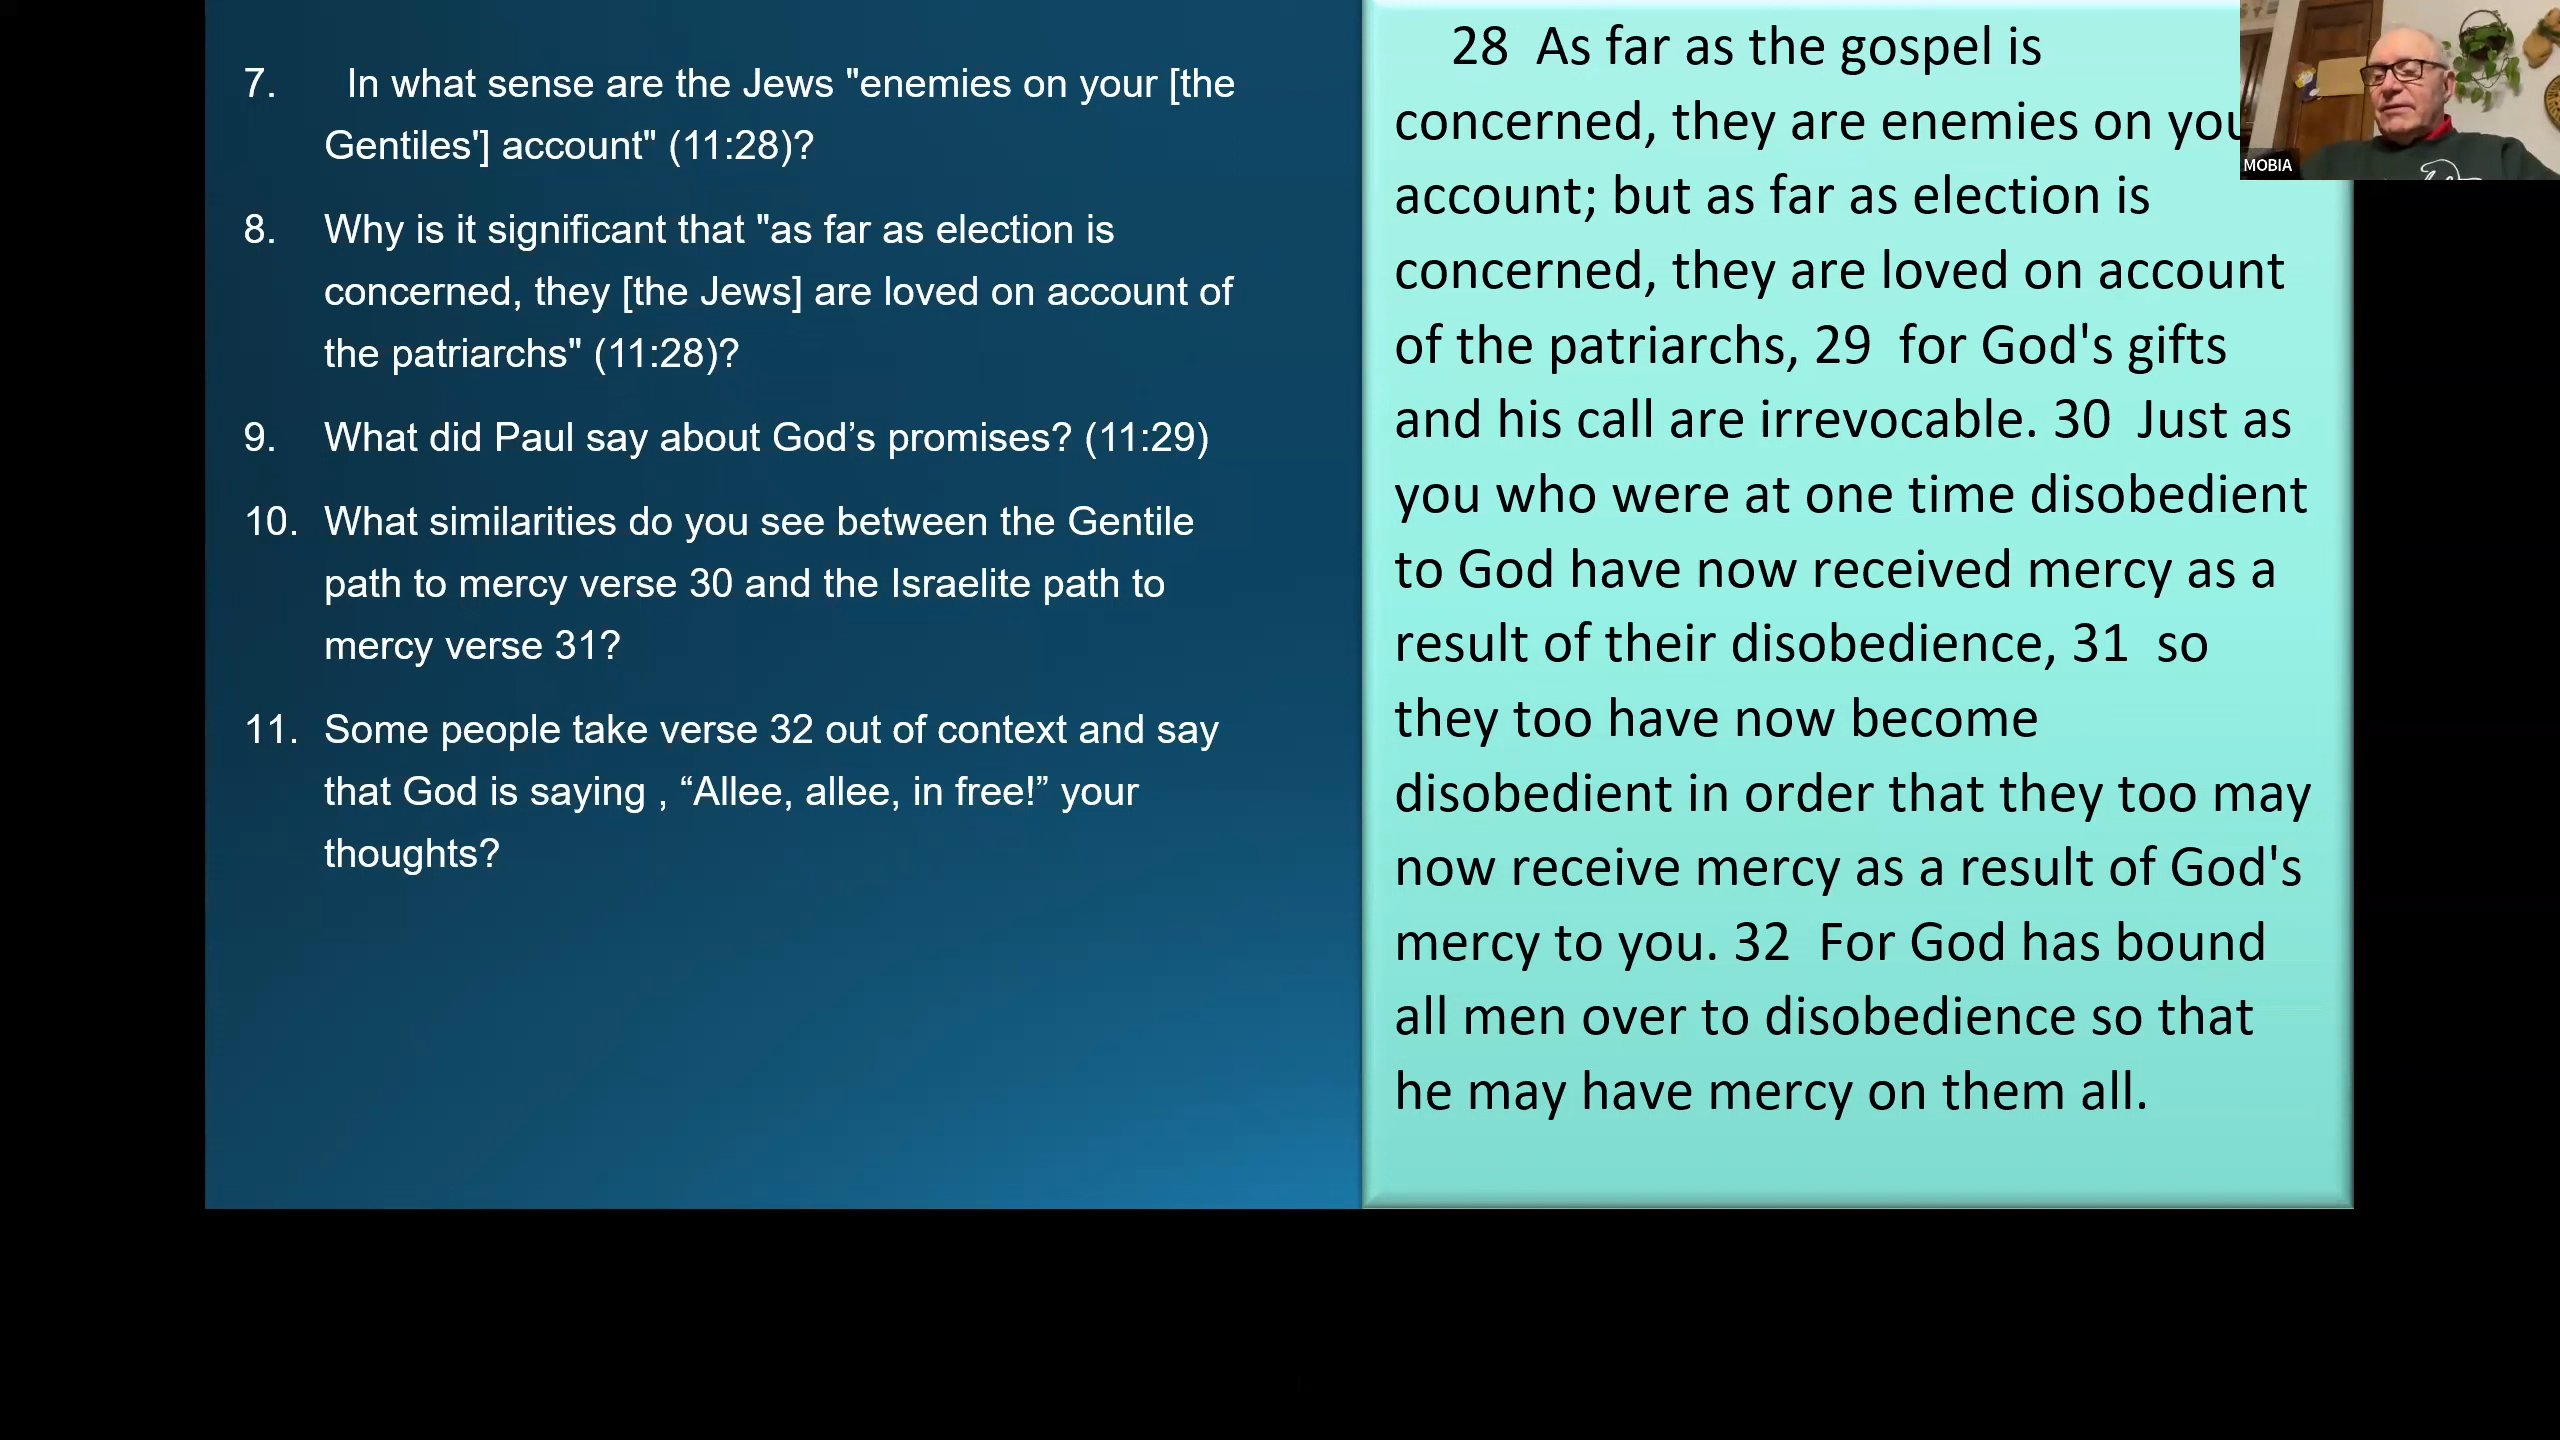 7. In what sense are the Jews "enemies on your [the
Gentiles'] account" (11:28)?
8. Why is it significant that "as far as election is
concerned, they [the Jews] are loved on account of
the patriarchs" (11:28)?
9. What did Paul say about God’s promises? (11:29)
10. What similarities do you see between the Gentile
path to mercy verse 30 and the Israelite path to
mercy verse 31?
11. Some people take verse 32 out of context and say
that God is saying , “Allee, allee, in free!” your
thoughts?
28 As far as the gospel is
concerned, they are enemies on you
account; but as far as election is
concerned, they are loved on account
of the patriarchs, 29 for God's gifts
and his call are irrevocable. 30 Just as
you who were at one time disobedient
to God have now received mercy as a
result of their disobedience, 31 so
they too have now become
disobedient in order that they too may
now receive mercy as a result of God's
mercy to you. 32 For God has bound
all men over to disobedience so that
he may have mercy on them all.
MOBIA